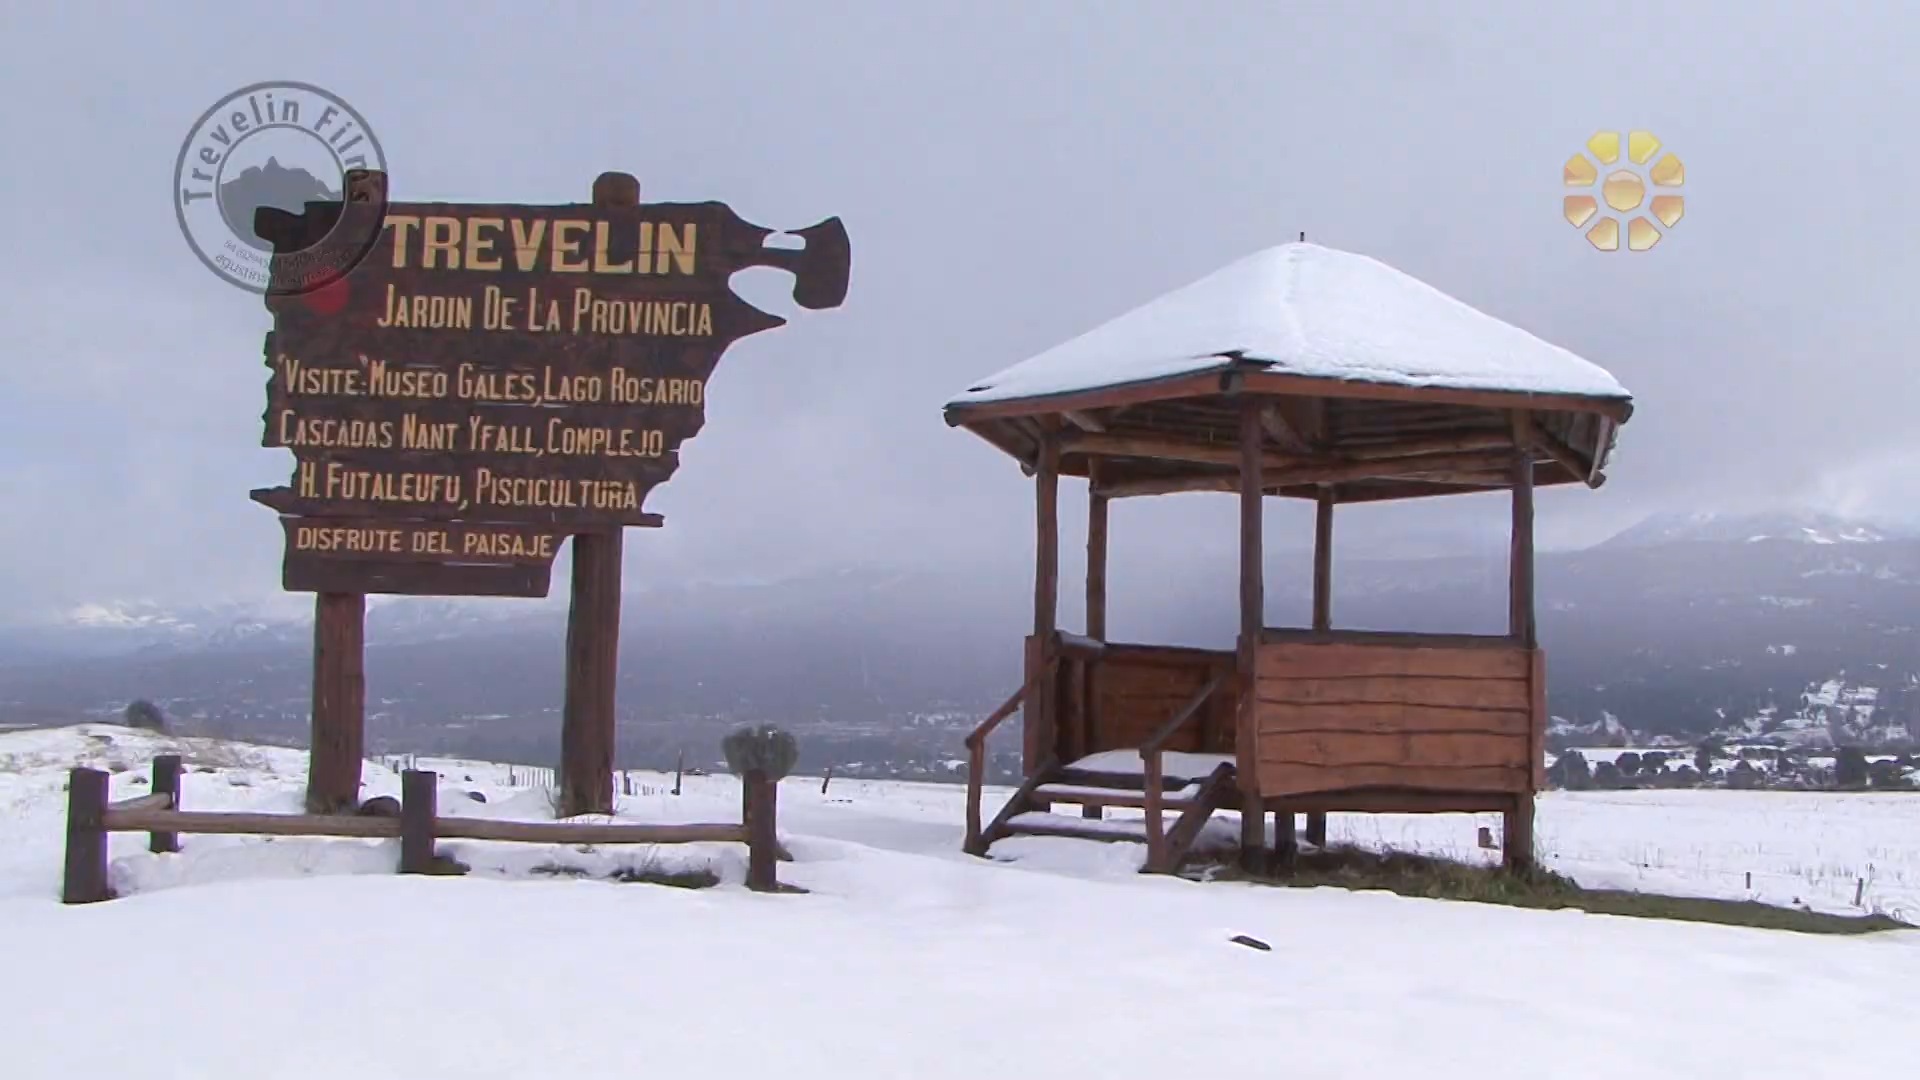 Trevelin Film
TREVELIN
JARDIN DE LA PROVINCIA
"VISITE:"MUSEO GALES,LAGO ROSARIO
CASCADAS NANT YFALL,COMPLEJO
H. FUTALEUFU, PISCICULTURA
DISFRUTE DEL PAISAJE